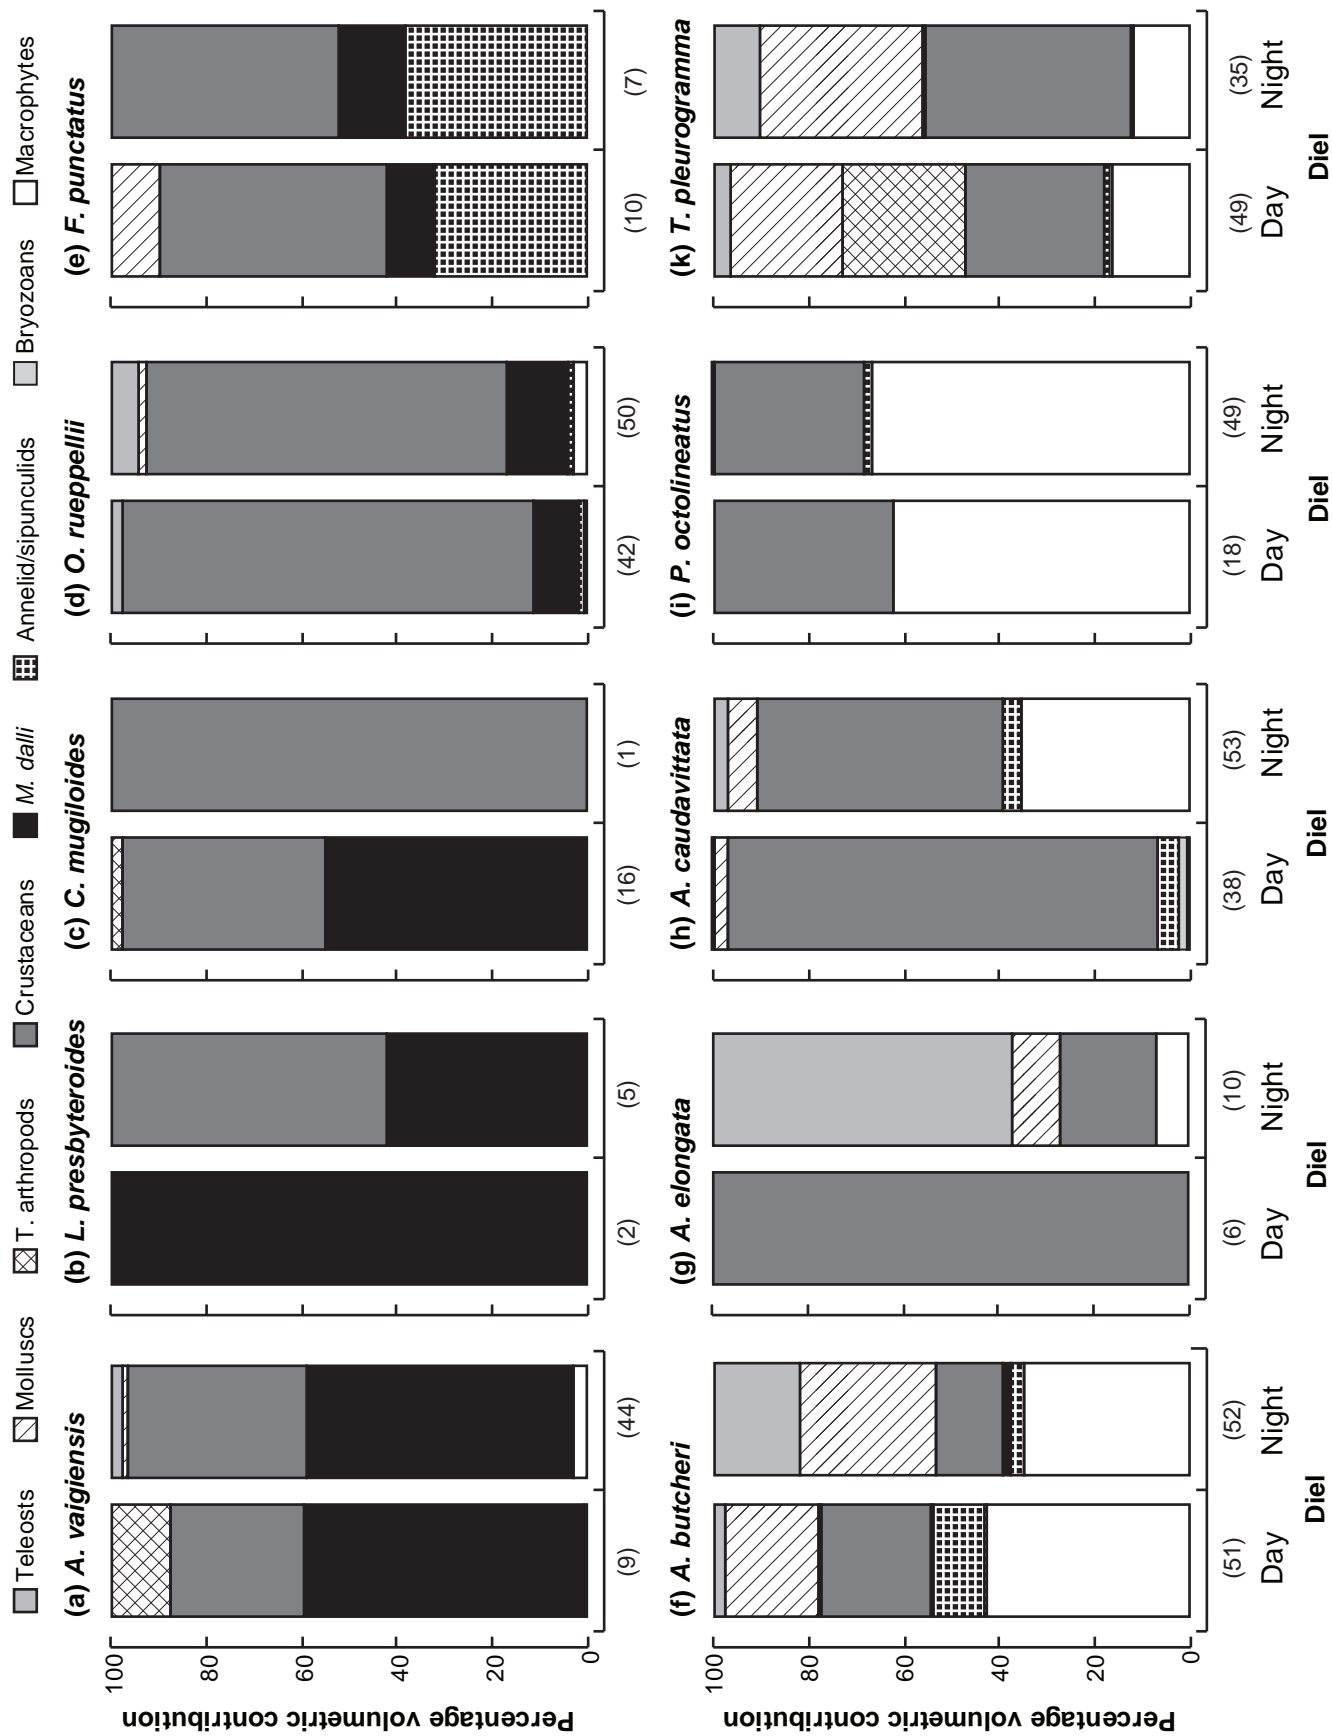 Teleosts Molluscs T. arthropods Crustaceans M. dalli Annelid/sipunculids Bryozoans Macrophytes
(a) A. vaigiensis (b) L. presbyteroides (c) C. mugiloides (d) O. rueppellii (e) F. punctatus
Percentage volumetric contribution
100
80
60
40
20
0
(9) (44) (2) (5) (16) (1) (42) (50) (10) (7)
(f) A. butcheri (g) A. elongata (h) A. caudavittata (i) P. octolineatus (k) T. pleurogramma
Percentage volumetric contribution
100
80
60
40
20
0
(51) (52) (6) (10) (38) (53) (18) (49) (49) (35)
Day Night Day Night Day Night Day Night Day Night
Diel Diel Diel Diel Diel